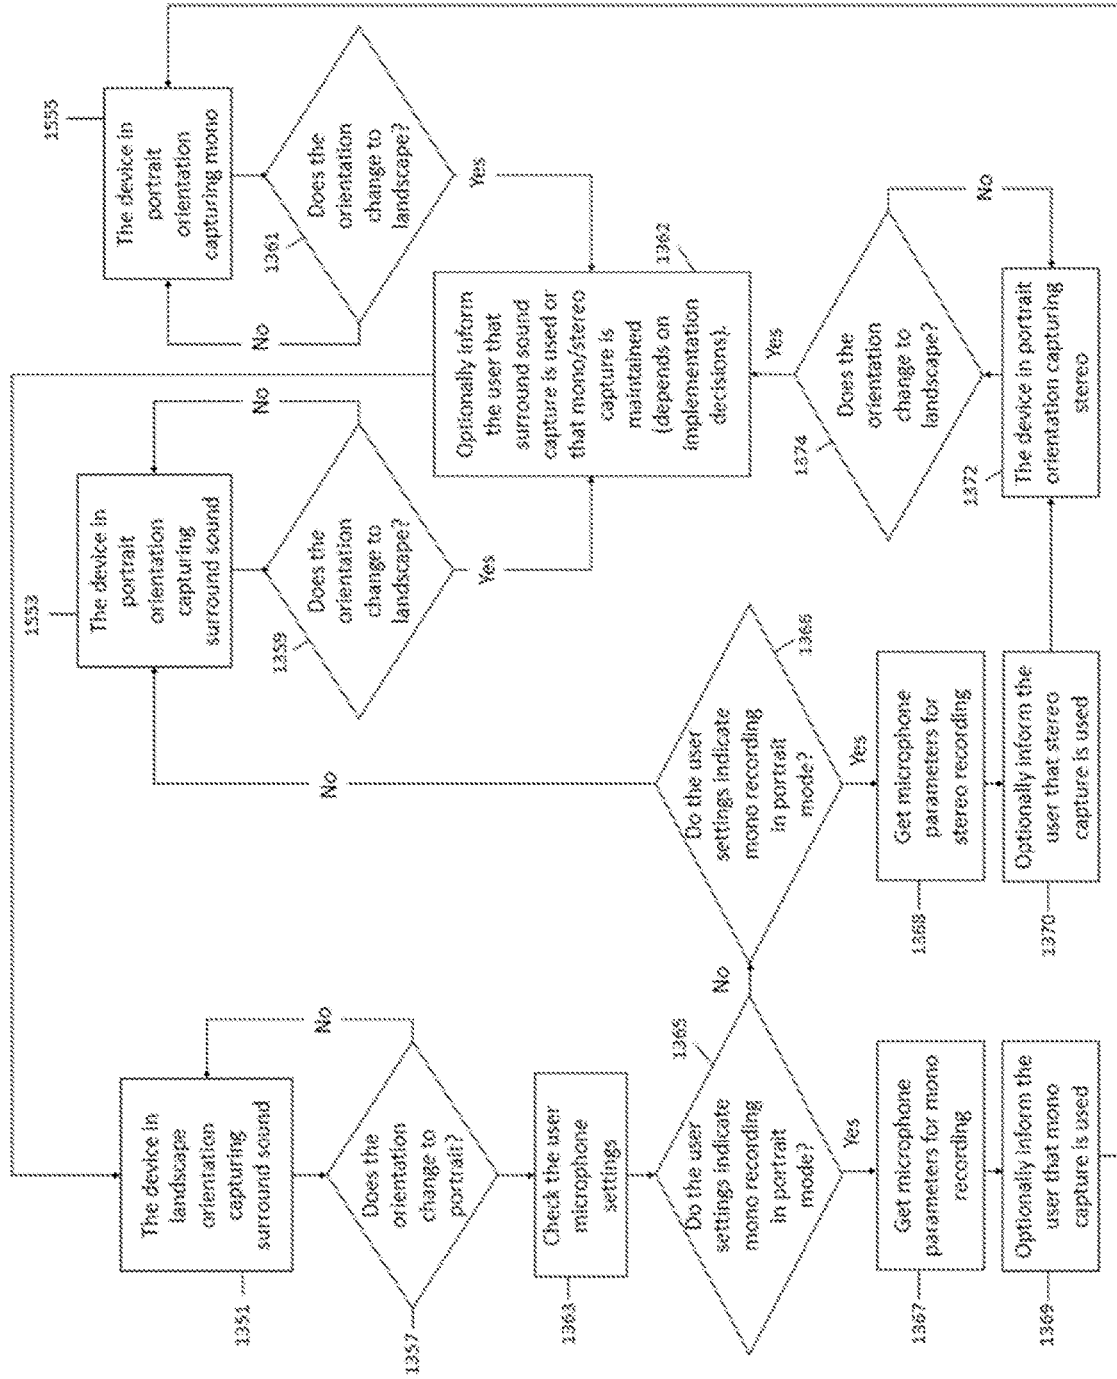 1351
The device in
landscape
orientation
capturing
surround sound
1357
Does the
orientation
change to
portrait?
No
1363
Check the user
microphone
settings
1365
Do the user
settings indicate
mono recording
in portrait
mode?
No
Yes
1367
Get microphone
parameters for mono
recording
1369
Optionally inform the
user that mono
capture is used
1366
Do the user
settings indicate
mono recording
in portrait
mode?
No
Yes
1368
Get microphone
parameters for
stereo recording
1370
Optionally inform the
user that stereo
capture is used
1553
The device in
portrait
orientation
capturing
surround sound
1359
Does the
orientation
change to
landscape?
No
Yes
1362
Optionally inform
the user that
surround sound
capture is used or
that mono/stereo
capture is
maintained
(depends on
implementation
decisions).
1374
Does the
orientation
change to
landscape?
Yes
No
1372
The device in portrait
orientation capturing
stereo
1555
The device in
portrait
orientation
capturing mono
1361
Does the
orientation
change to
landscape?
No
Yes